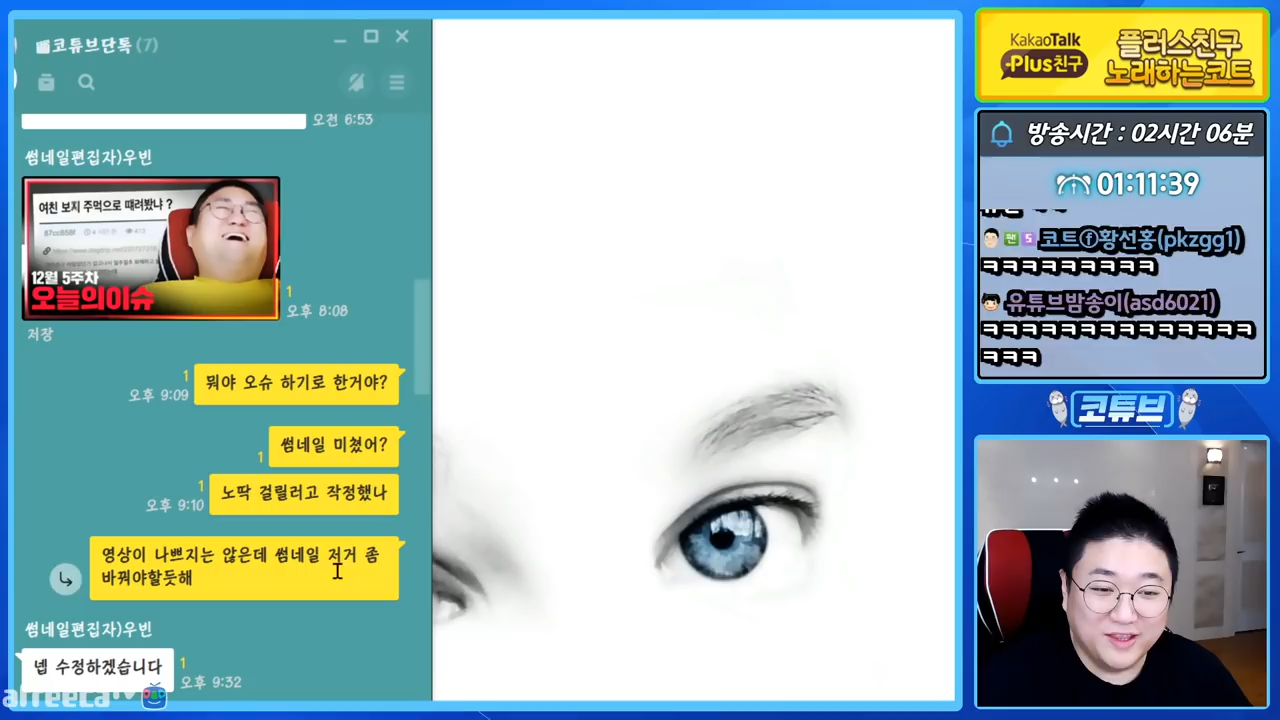 코튜브단톡 (7)
오전 6:53
썸네일편집자)우빈
여친 보지 주먹으로 때려봤냐 ?
87cc858f
413
12월 5주차
오늘의이슈
1
오후 8:08
저장
1
오후 9:09
뭐야 오슈 하기로 한거야?
썸네일 미쳤어?
1
1
오후 9:10
노딱 걸릴러고 작정했나
영상이 나쁘지는 않은데 썸네일 저거 좀
바꿔야할듯해
썸네일편집자)우빈
넵 수정하겠습니다
1
오후 9:32
afreecaTV
KakaoTalk
Plus친구
플러스친구
노래하는코트
방송시간 : 02시간 06분
01:11:39
팬 5 코트ⓕ황선홍(pkzgg1)
ㅋㅋㅋㅋㅋㅋㅋㅋㅋㅋ
유튜브밤송이(asd6021)
ㅋㅋㅋㅋㅋㅋㅋㅋㅋㅋㅋㅋㅋㅋㅋ
ㅋㅋㅋ
코튜브